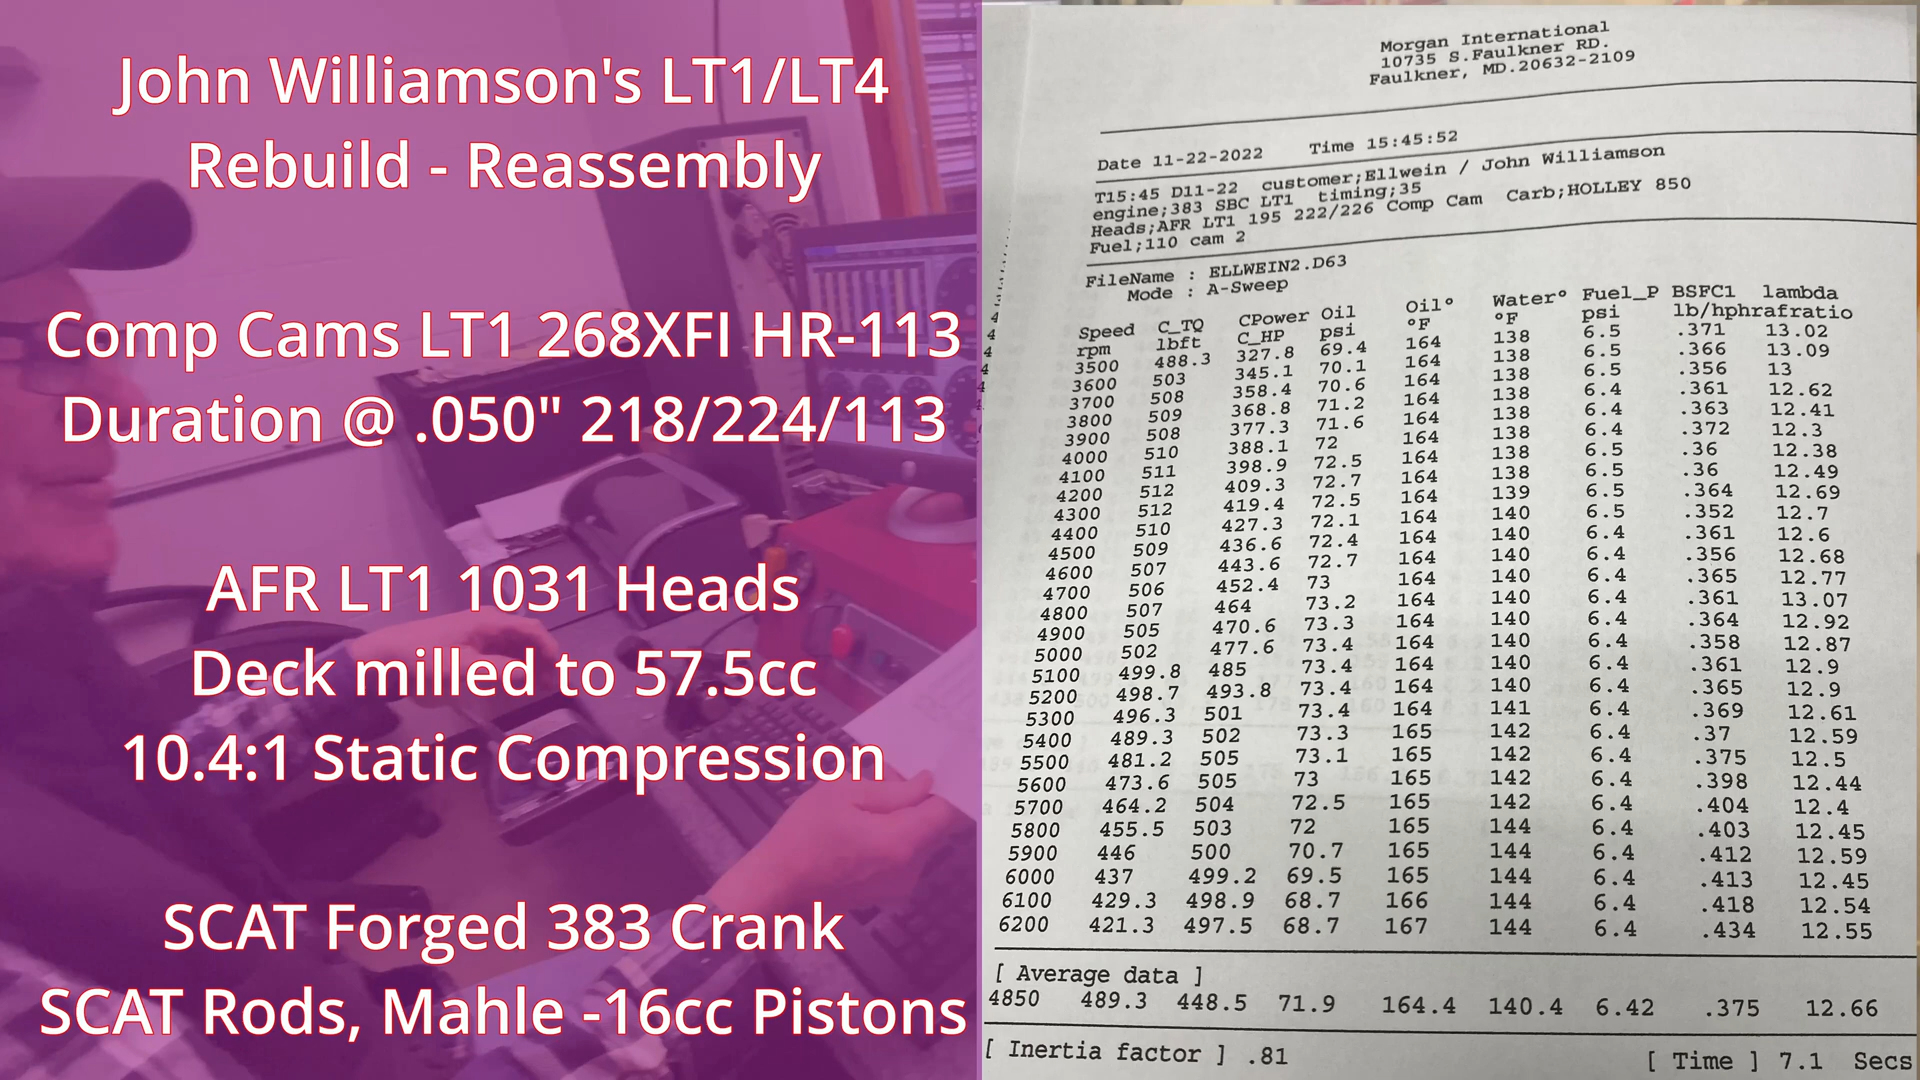 John Williamson's LT1/LT4
Rebuild - Reassembly
Comp Cams LT1 268XFI HR-113
Duration @ .050" 218/224/113
AFR LT1 1031 Heads
Deck milled to 57.5cc
10.4:1 Static Compression
SCAT Forged 383 Crank
SCAT Rods, Mahle -16cc Pistons
Morgan International
10735 S.Faulkner RD.
Faulkner, MD.20632-2109
Date 11-22-2022 Time 15:45:52
T15:45 D11-22 customer;Ellwein / John Williamson
engine;383 SBC LT1 timing;35
Heads;AFR LT1 195 222/226 Comp Cam Carb;HOLLEY 850
Fuel;110 cam 2
FileName : ELLWEIN2.D63
Mode : A-Sweep
Speed C_TQ CPower Oil Oil° Water° Fuel_P BSFC1 lambda
rpm lbft C_HP psi °F °F psi lb/hphrafratio
3500 488.3 327.8 69.4 164 138 6.5 .371 13.02
3600 503 345.1 70.1 164 138 6.5 .366 13.09
3700 508 358.4 70.6 164 138 6.5 .356 13
3800 509 368.8 71.2 164 138 6.4 .361 12.62
3900 508 377.3 71.6 164 138 6.4 .363 12.41
4000 510 388.1 72 164 138 6.4 .372 12.3
4100 511 398.9 72.5 164 138 6.5 .36 12.38
4200 512 409.3 72.7 164 138 6.5 .36 12.49
4300 512 419.4 72.5 164 139 6.5 .364 12.69
4400 510 427.3 72.1 164 140 6.5 .352 12.7
4500 509 436.6 72.4 164 140 6.4 .361 12.6
4600 507 443.6 72.7 164 140 6.4 .356 12.68
4700 506 452.4 73 164 140 6.4 .365 12.77
4800 507 464 73.2 164 140 6.4 .361 13.07
4900 505 470.6 73.3 164 140 6.4 .364 12.92
5000 502 477.6 73.4 164 140 6.4 .358 12.87
5100 499.8 485 73.4 164 140 6.4 .361 12.9
5200 498.7 493.8 73.4 164 140 6.4 .365 12.9
5300 496.3 501 73.4 164 141 6.4 .369 12.61
5400 489.3 502 73.3 165 142 6.4 .37 12.59
5500 481.2 505 73.1 165 142 6.4 .375 12.5
5600 473.6 505 73 165 142 6.4 .398 12.44
5700 464.2 504 72.5 165 142 6.4 .404 12.4
5800 455.5 503 72 165 144 6.4 .403 12.45
5900 446 500 70.7 165 144 6.4 .412 12.59
6000 437 499.2 69.5 165 144 6.4 .413 12.45
6100 429.3 498.9 68.7 166 144 6.4 .418 12.54
6200 421.3 497.5 68.7 167 144 6.4 .434 12.55
[ Average data ]
4850 489.3 448.5 71.9 164.4 140.4 6.42 .375 12.66
[ Inertia factor ] .81 [ Time ] 7.1 Secs